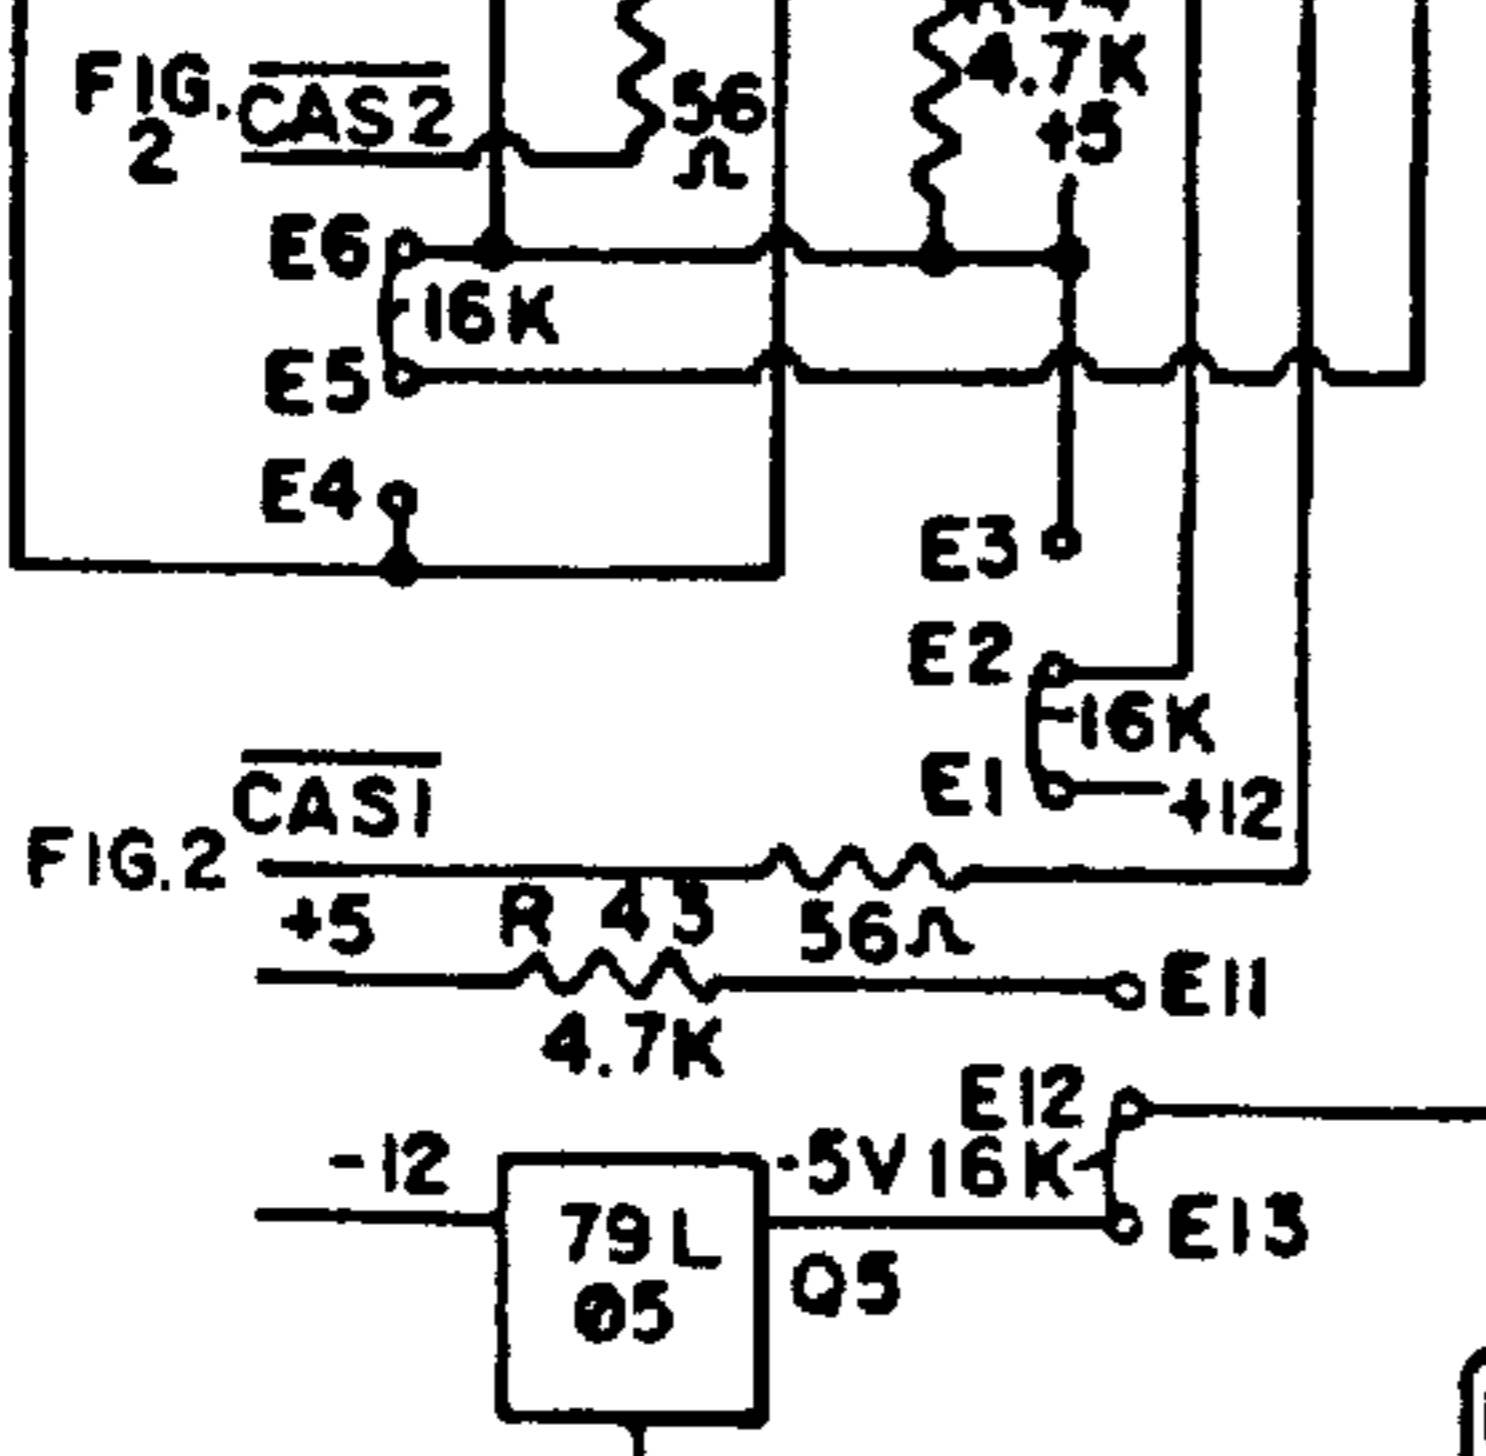 4.7K
FIG. CAS2
2
56
Ω
+5
E6
16K
E5
E4
E3
E2
16K
E1
+12
CAS1
FIG.2
+5
R 43
56Ω
E11
4.7K
E12
-12
-5V 16K
79L
05
E13
Q5